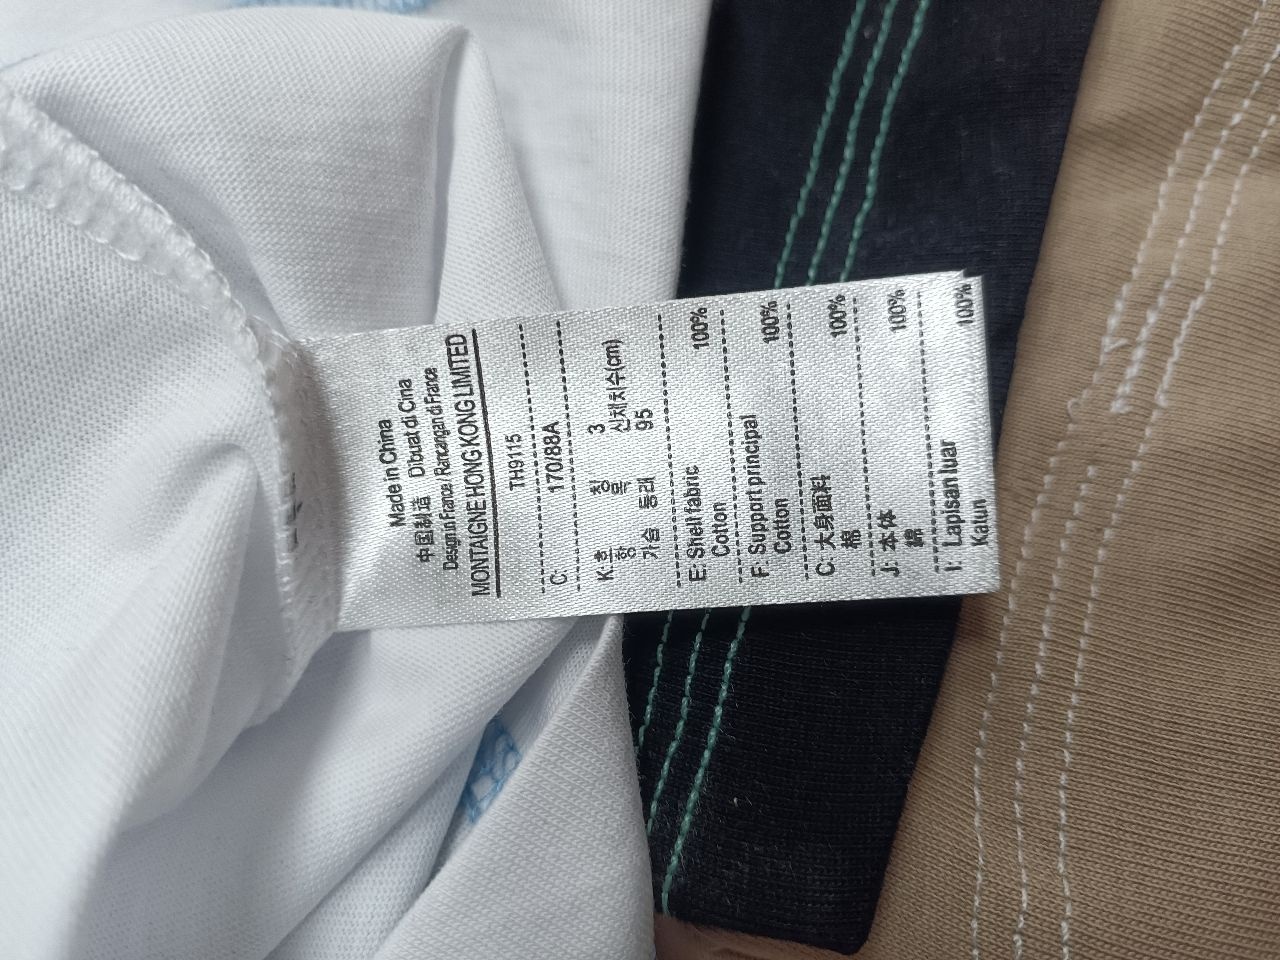 Made in China
中国制造 Dibuat di Cina
Design in France / Rancangan di France
MONTAIGNE HONG KONG LIMITED
TH9115
C: 170/88A
K: 호 칭 3
항 목 신체치수(cm)
가슴 둘레 95
E: Shell fabric
Cotton 100%
F: Support principal
Cotton 100%
C: 大身面料
棉 100%
J: 本体
綿 100%
I: Lapisan luar
Katun 100%